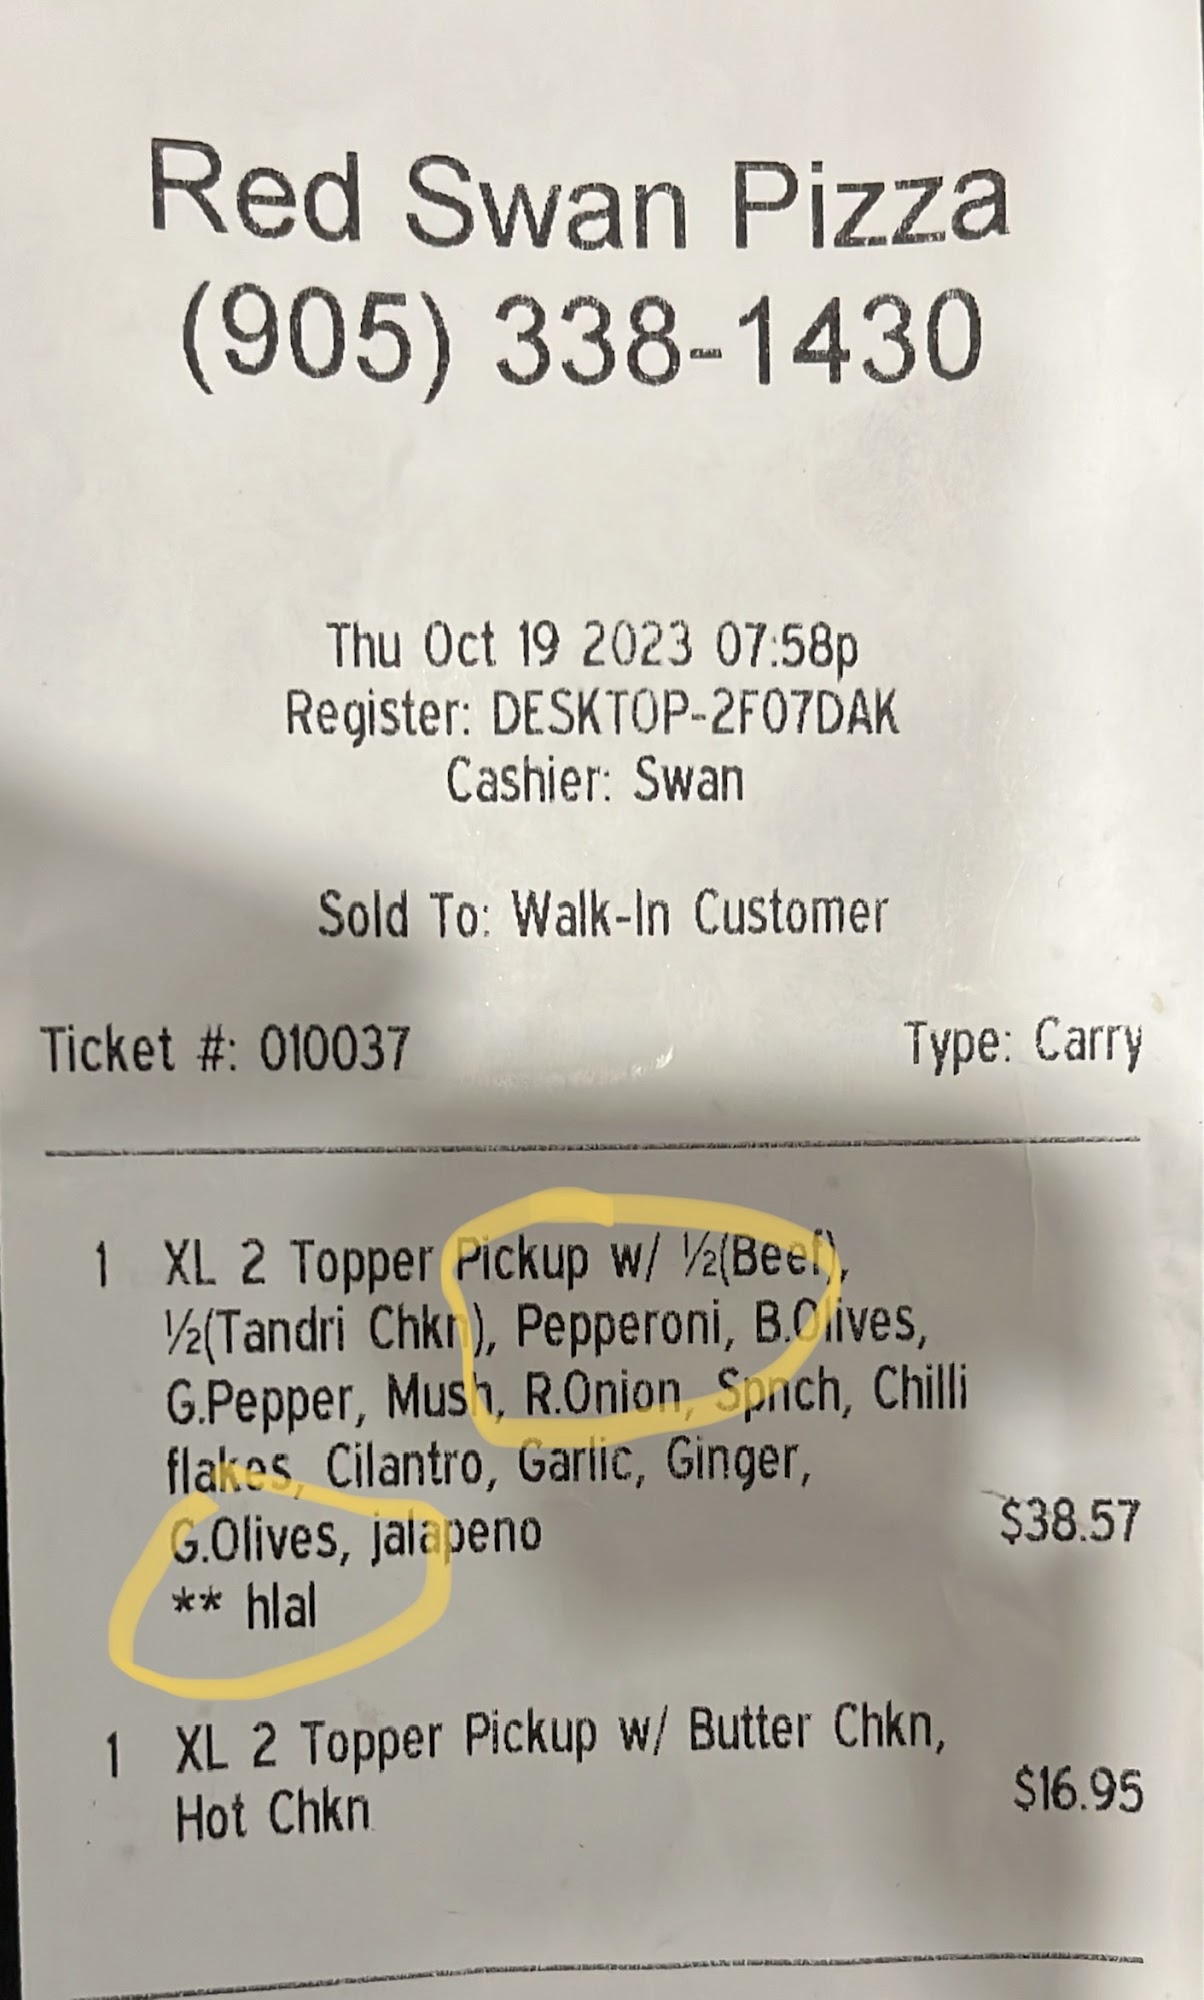 Red Swan Pizza
(905) 338-1430
Thu Oct 19 2023 07:58p
Register: DESKTOP-2F07DAK
Cashier: Swan
Sold To: Walk-In Customer
Ticket #: 010037 Type: Carry
1 XL 2 Topper Pickup w/ ½(Beef),
½(Tandri Chkn), Pepperoni, B.Olives,
G.Pepper, Mush, R.Onion, Spnch, Chilli
flakes, Cilantro, Garlic, Ginger,
G.Olives, jalapeno $38.57
** hlal
1 XL 2 Topper Pickup w/ Butter Chkn,
Hot Chkn $16.95